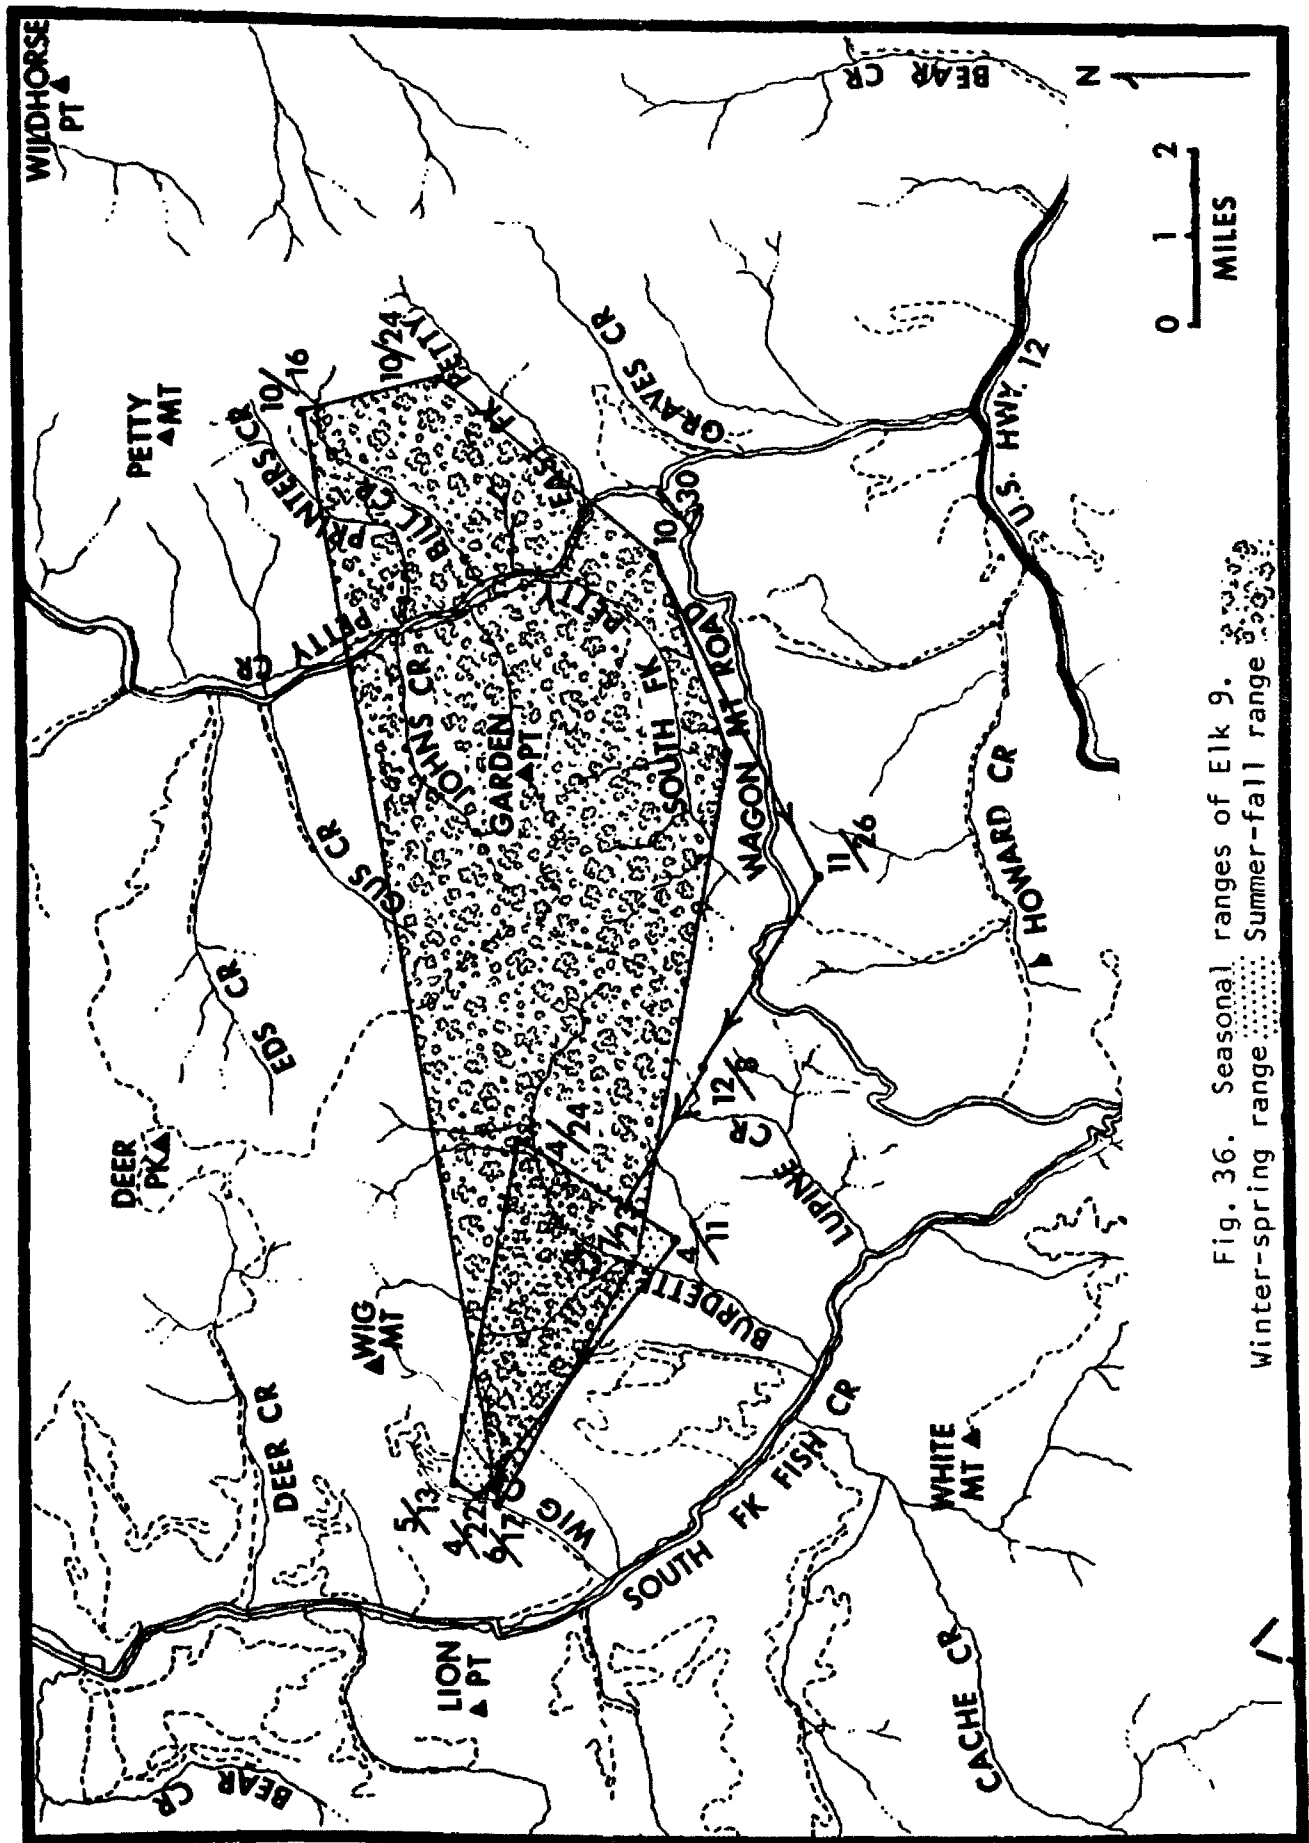 WILDHORSE
PT
PETTY
MT
DEER
PK
WIG
MT
LION
PT
BEAR
CR
DEER CR
EDS CR
GUS CR
PETTY
CR
PRINTERS CR
10/16
10/24
BILL CR
JOHNS CR
GARDEN
PT
EAST FK PETTY
SOUTH FK PETTY
GRAVES CR
BEAR CR
N
10/30
WAGON MT ROAD
11/26
12/8
4/24
7/23
4/11
5/13
4/22
6/17
WIG
BURDETTE
LUPINE CR
SOUTH FK FISH CR
WHITE
MT
CACHE CR
HOWARD CR
U.S. HWY. 12
0 1 2
MILES
Fig. 36. Seasonal ranges of Elk 9.
Winter-spring range Summer-fall range